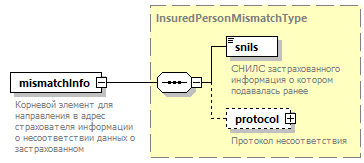 InsuredPersonMismatchType
snils
СНИЛС застрахованного
информация о котором
подавалась ранее
mismatchInfo
Корневой элемент для
направления в адрес
страхователя информации
о несоответствии данных о
застрахованном
protocol
Протокол несоответствия